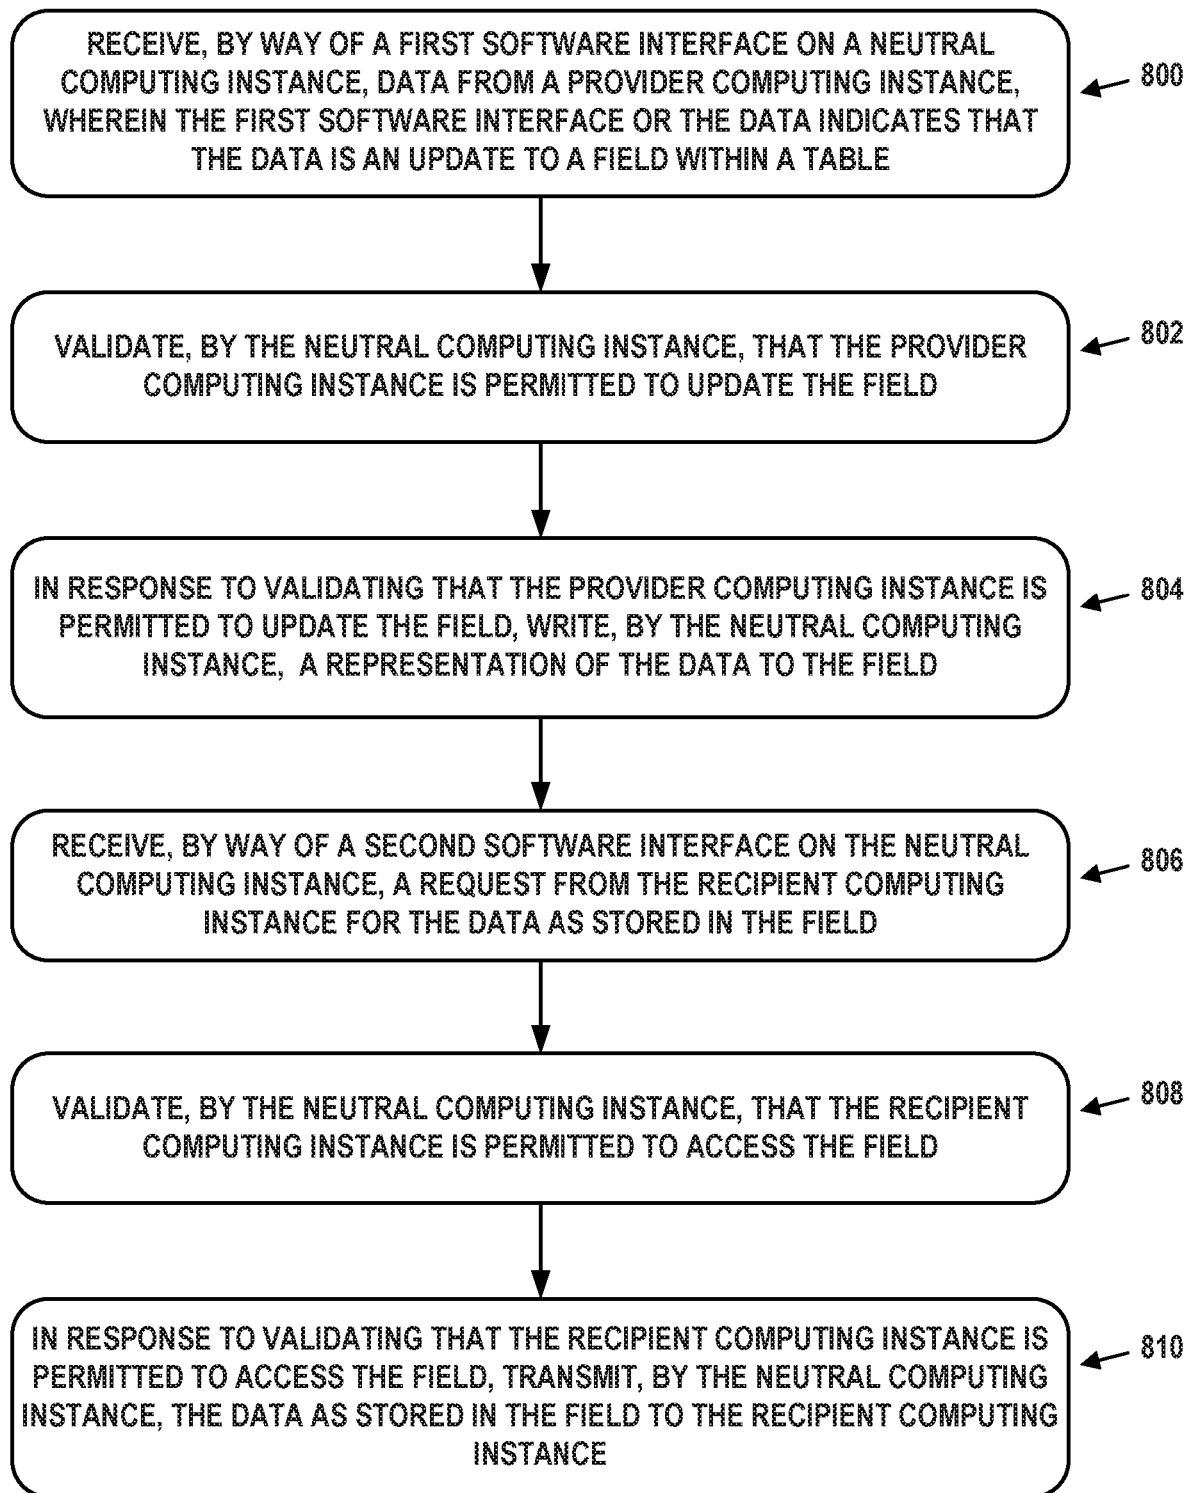 RECEIVE, BY WAY OF A FIRST SOFTWARE INTERFACE ON A NEUTRAL
COMPUTING INSTANCE, DATA FROM A PROVIDER COMPUTING INSTANCE,
WHEREIN THE FIRST SOFTWARE INTERFACE OR THE DATA INDICATES THAT
THE DATA IS AN UPDATE TO A FIELD WITHIN A TABLE
800
VALIDATE, BY THE NEUTRAL COMPUTING INSTANCE, THAT THE PROVIDER
COMPUTING INSTANCE IS PERMITTED TO UPDATE THE FIELD
802
IN RESPONSE TO VALIDATING THAT THE PROVIDER COMPUTING INSTANCE IS
PERMITTED TO UPDATE THE FIELD, WRITE, BY THE NEUTRAL COMPUTING
INSTANCE, A REPRESENTATION OF THE DATA TO THE FIELD
804
RECEIVE, BY WAY OF A SECOND SOFTWARE INTERFACE ON THE NEUTRAL
COMPUTING INSTANCE, A REQUEST FROM THE RECIPIENT COMPUTING
INSTANCE FOR THE DATA AS STORED IN THE FIELD
806
VALIDATE, BY THE NEUTRAL COMPUTING INSTANCE, THAT THE RECIPIENT
COMPUTING INSTANCE IS PERMITTED TO ACCESS THE FIELD
808
IN RESPONSE TO VALIDATING THAT THE RECIPIENT COMPUTING INSTANCE IS
PERMITTED TO ACCESS THE FIELD, TRANSMIT, BY THE NEUTRAL COMPUTING
INSTANCE, THE DATA AS STORED IN THE FIELD TO THE RECIPIENT COMPUTING
INSTANCE
810